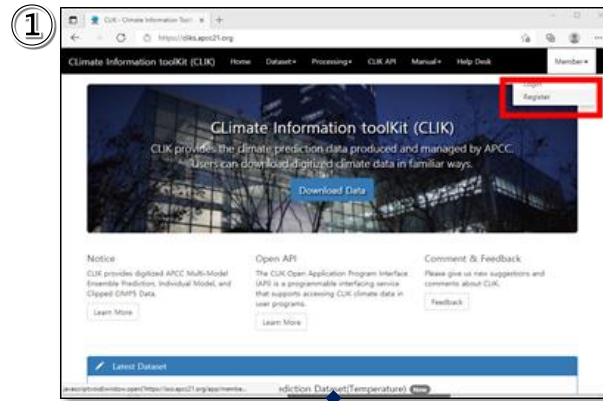 ①
CLIK - Climate Information Tool
https://cliks.apcc21.org
CLimate Information toolKit (CLIK) Home Dataset Processing CLIK API Manual Help Desk Member
Login
Register
CLimate Information toolKit (CLIK)
CLIK provides the climate prediction data produced and managed by APCC.
Users can download digitized climate data in familiar ways.
Download Data
Notice
CLIK provides digitized APCC Multi-Model
Ensemble Prediction, Individual Model, and
Clipped CMIP5 Data.
Learn More
Open API
The CLIK Open Application Program Interface
(API) is a programmable interfacing service
that supports accessing CLIK climate data in
user programs.
Learn More
Comment & Feedback
Please give us new suggestions and
comments about CLIK.
Feedback
Latest Dataset
ediction Dataset(Temperature) New